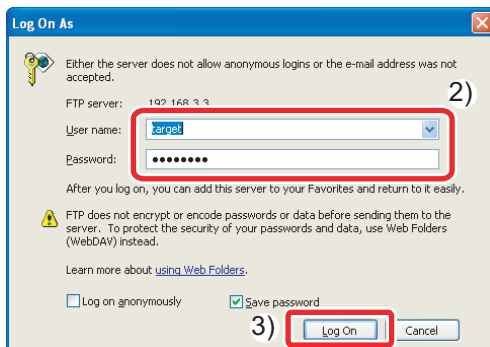 Log On As
Either the server does not allow anonymous logins or the e-mail address was not
accepted.
FTP server: 192.168.3.3
2)
User name: target
Password: ●●●●●●●●
After you log on, you can add this server to your Favorites and return to it easily.
FTP does not encrypt or encode passwords or data before sending them to the
server. To protect the security of your passwords and data, use Web Folders
(WebDAV) instead.
Learn more about using Web Folders.
Log on anonymously Save password
3) Log On Cancel